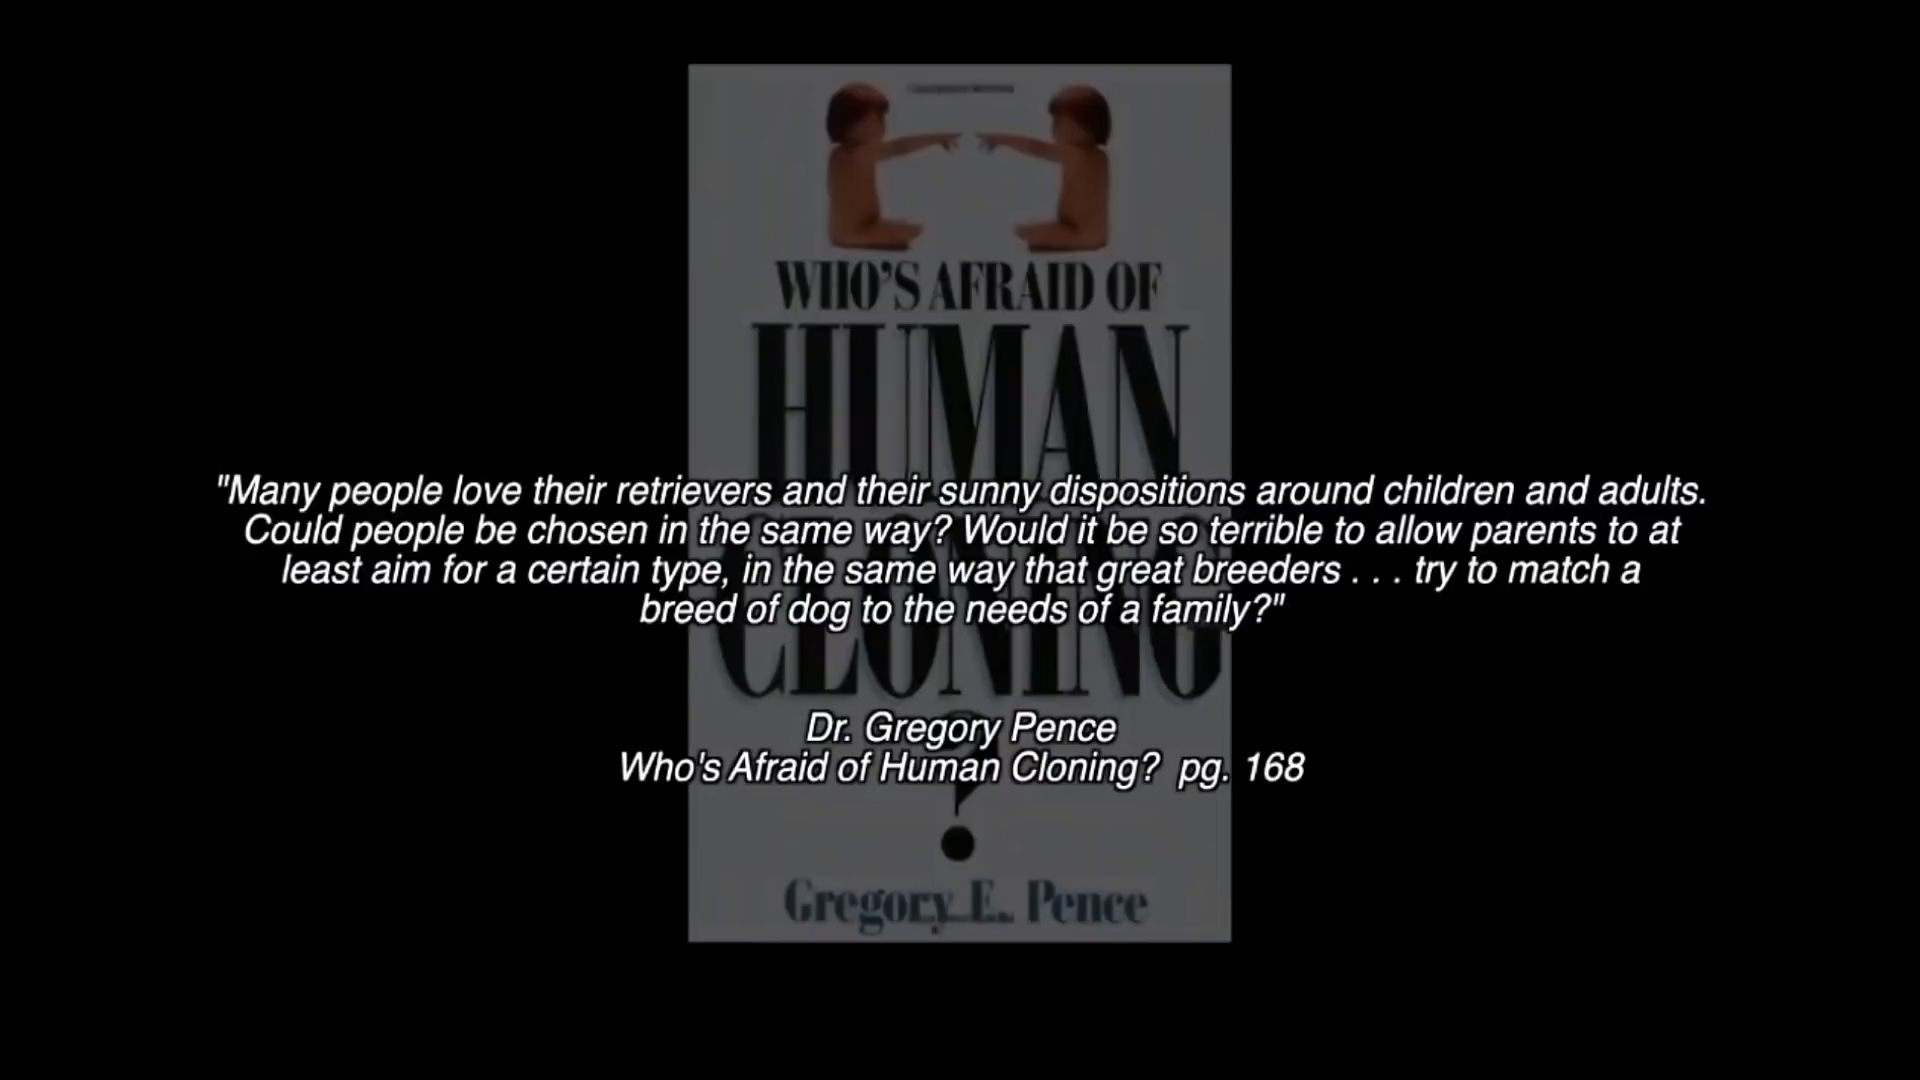 WHO'S AFRAID OF
HUMAN
CLONING
?
"Many people love their retrievers and their sunny dispositions around children and adults.
Could people be chosen in the same way? Would it be so terrible to allow parents to at
least aim for a certain type, in the same way that great breeders . . . try to match a
breed of dog to the needs of a family?"
Dr. Gregory Pence
Who's Afraid of Human Cloning? pg. 168
Gregory E. Pence